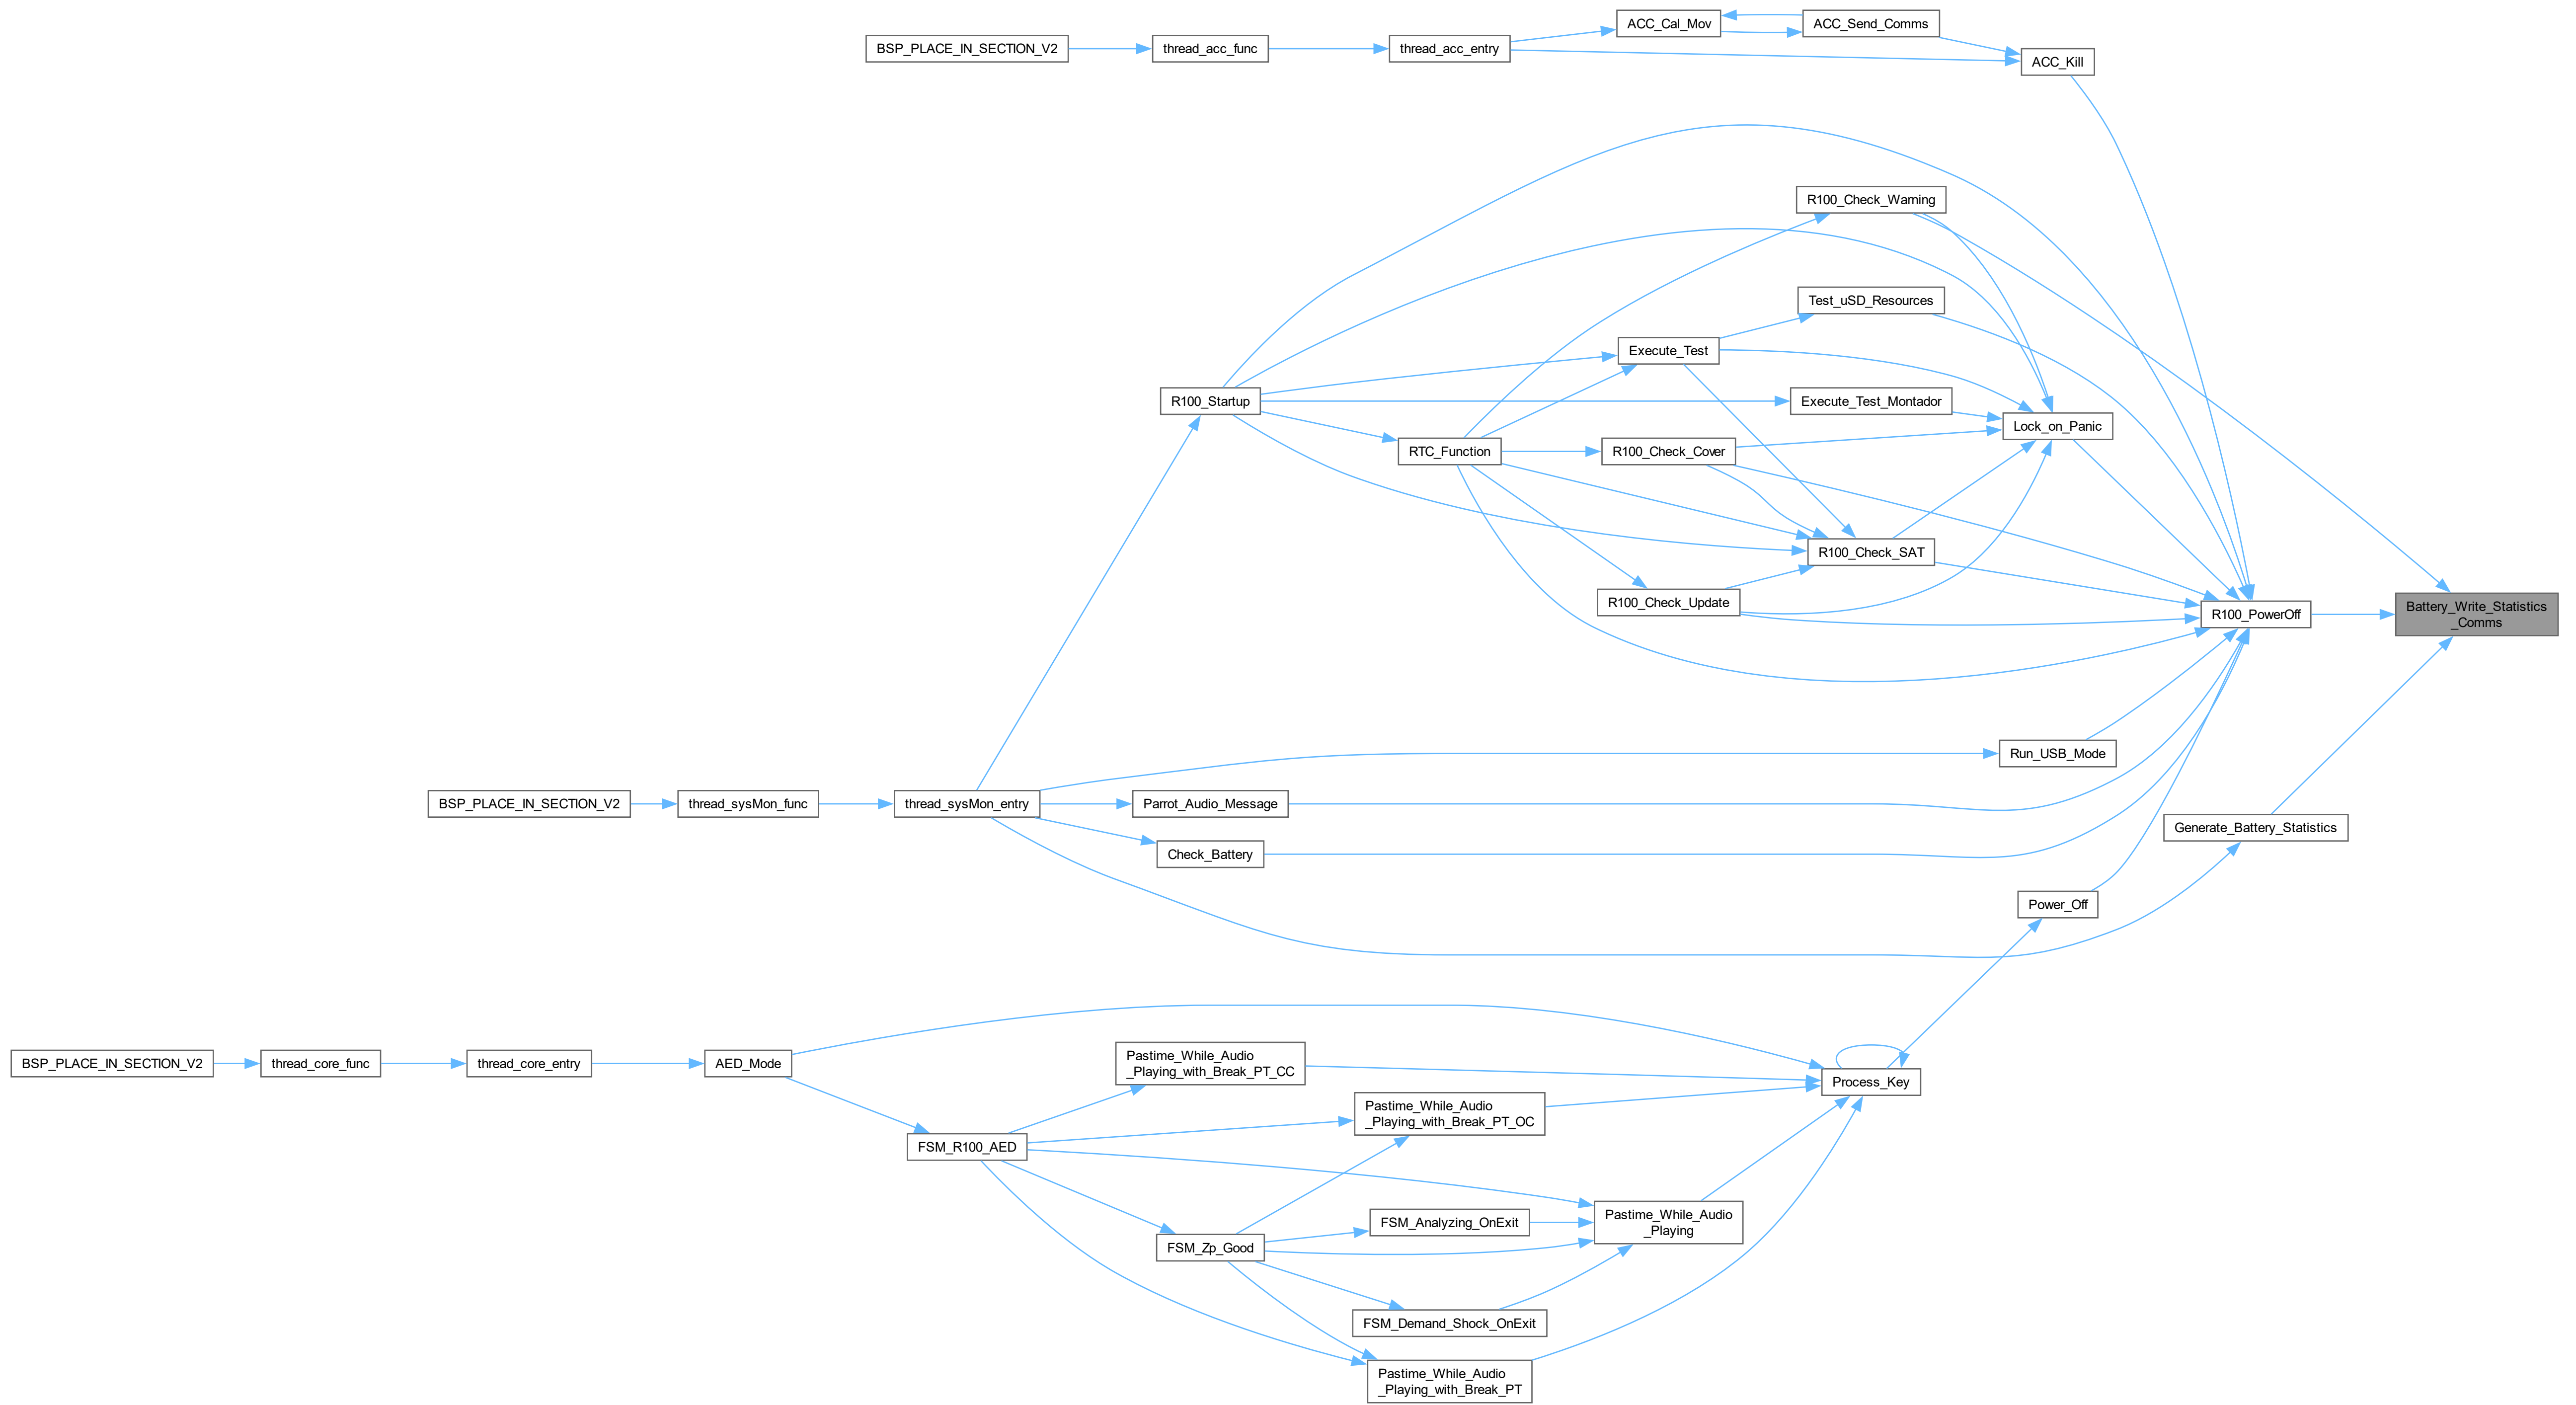 ACC_Cal_Mov
ACC_Send_Comms
BSP_PLACE_IN_SECTION_V2
thread_acc_func
thread_acc_entry
ACC_Kill
R100_Check_Warning
Test_uSD_Resources
Execute_Test
R100_Startup
Execute_Test_Montador
Lock_on_Panic
RTC_Function
R100_Check_Cover
R100_Check_SAT
R100_Check_Update
R100_PowerOff
Battery_Write_Statistics
_Comms
Run_USB_Mode
BSP_PLACE_IN_SECTION_V2
thread_sysMon_func
thread_sysMon_entry
Parrot_Audio_Message
Generate_Battery_Statistics
Check_Battery
Power_Off
BSP_PLACE_IN_SECTION_V2
thread_core_func
thread_core_entry
AED_Mode
Pastime_While_Audio
_Playing_with_Break_PT_CC
Process_Key
Pastime_While_Audio
_Playing_with_Break_PT_OC
FSM_R100_AED
Pastime_While_Audio
_Playing
FSM_Analyzing_OnExit
FSM_Zp_Good
FSM_Demand_Shock_OnExit
Pastime_While_Audio
_Playing_with_Break_PT